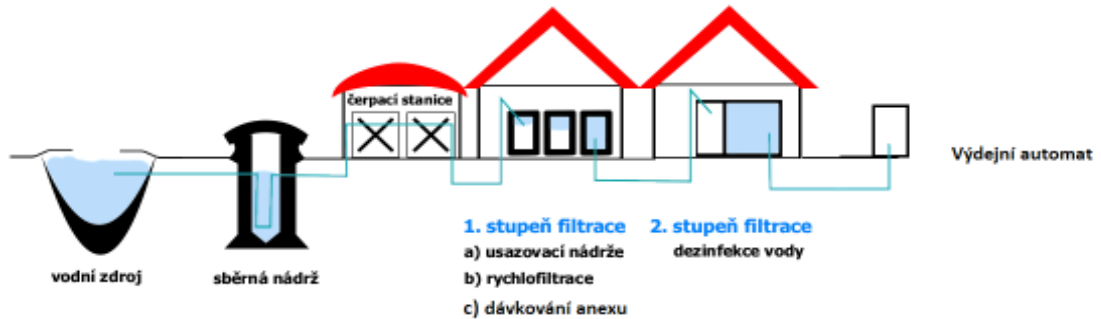 čerpací stanice
Výdejní automat
1. stupeň filtrace
2. stupeň filtrace
a) usazovací nádrže
dezinfekce vody
vodní zdroj
sběrná nádrž
b) rychlofiltrace
c) dávkování anexu